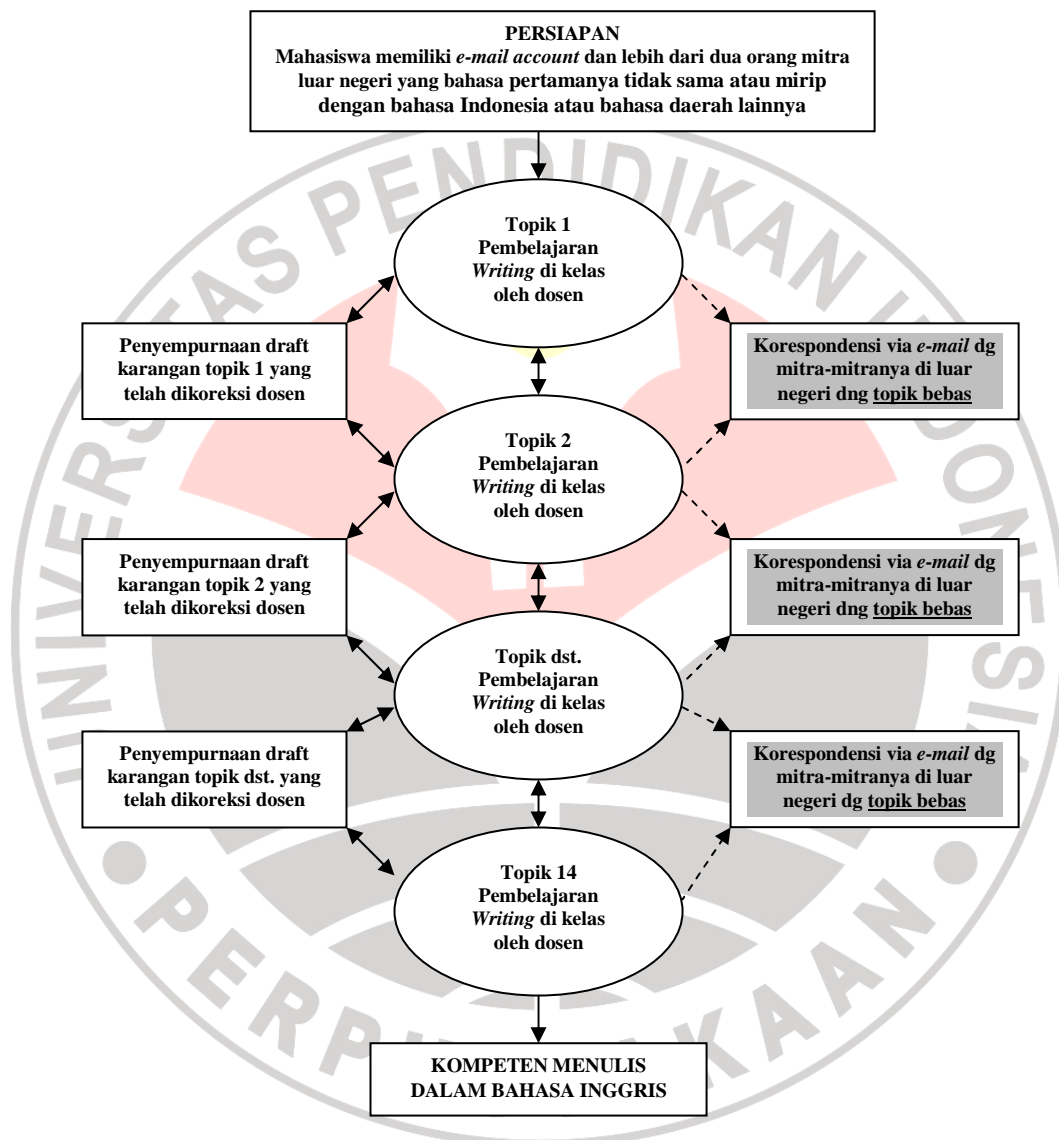 PERSIAPAN
Mahasiswa memiliki e-mail account dan lebih dari dua orang mitra
luar negeri yang bahasa pertamanya tidak sama atau mirip
dengan bahasa Indonesia atau bahasa daerah lainnya
Topik 1
Pembelajaran
Writing di kelas
oleh dosen
Penyempurnaan draft
karangan topik 1 yang
telah dikoreksi dosen
Korespondensi via e-mail dg
mitra-mitranya di luar
negeri dng topik bebas
Topik 2
Pembelajaran
Writing di kelas
oleh dosen
Penyempurnaan draft
karangan topik 2 yang
telah dikoreksi dosen
Korespondensi via e-mail dg
mitra-mitranya di luar
negeri dng topik bebas
Topik dst.
Pembelajaran
Writing di kelas
oleh dosen
Penyempurnaan draft
karangan topik dst. yang
telah dikoreksi dosen
Korespondensi via e-mail dg
mitra-mitranya di luar
negeri dg topik bebas
Topik 14
Pembelajaran
Writing di kelas
oleh dosen
KOMPETEN MENULIS
DALAM BAHASA INGGRIS
UNIVERSITAS PENDIDIKAN INDONESIA